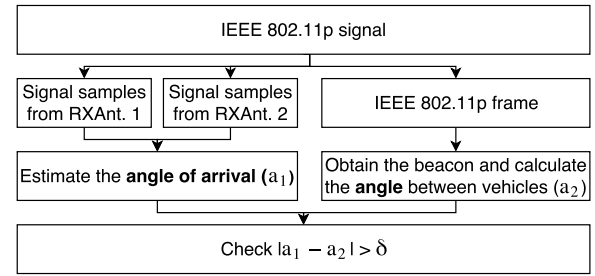 IEEE 802.11p signal
Signal samples
from RXAnt. 1
Signal samples
from RXAnt. 2
IEEE 802.11p frame
Estimate the angle of arrival (a₁)
Obtain the beacon and calculate
the angle between vehicles (a₂)
Check |a₁ − a₂| > δ